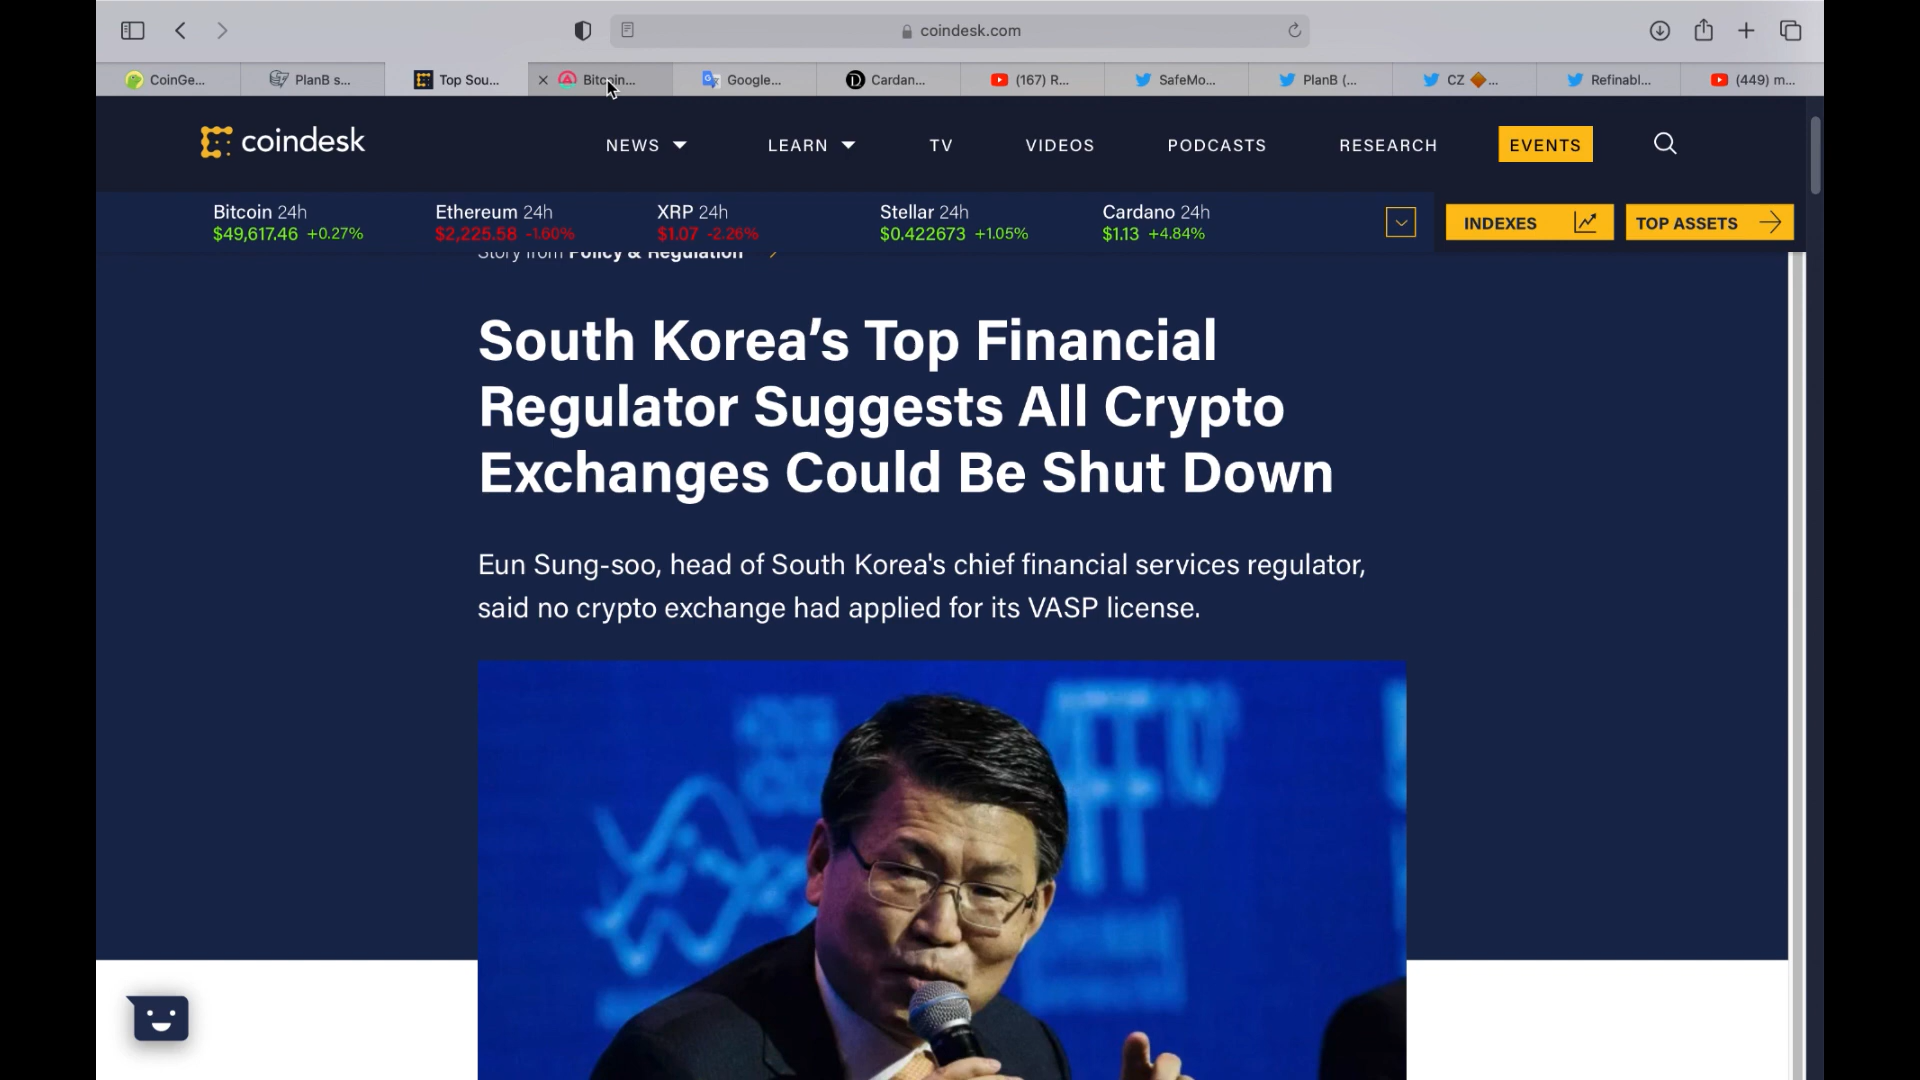 coindesk.com
CoinGe...
PlanB s...
Top Sou...
Bitcoin...
Google...
Cardan...
(167) R...
SafeMo...
PlanB (...
CZ 🔶...
Refinabl...
(449) m...
coindesk
NEWS
LEARN
TV
VIDEOS
PODCASTS
RESEARCH
EVENTS
Bitcoin 24h
$49,617.46 +0.27%
Ethereum 24h
$2,225.58 -1.60%
XRP 24h
$1.07 -2.26%
Stellar 24h
$0.422673 +1.05%
Cardano 24h
$1.13 +4.84%
INDEXES
TOP ASSETS
Story from Policy & Regulation
South Korea’s Top Financial
Regulator Suggests All Crypto
Exchanges Could Be Shut Down
Eun Sung-soo, head of South Korea's chief financial services regulator,
said no crypto exchange had applied for its VASP license.